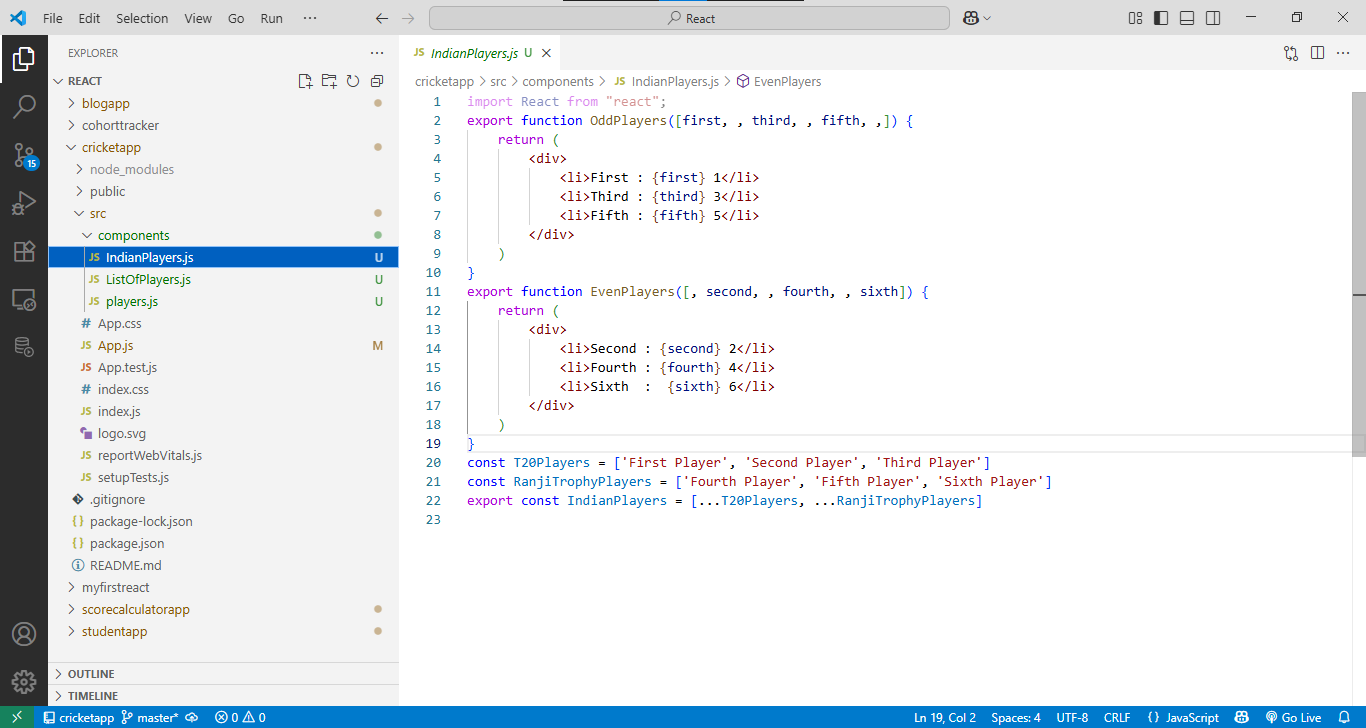 File Edit Selection View Go Run ··· React
EXPLORER ···
REACT
blogapp
cohorttracker
cricketapp
node_modules
public
src
components
JS IndianPlayers.js U
JS ListOfPlayers.js U
JS players.js U
# App.css
JS App.js M
JS App.test.js
# index.css
JS index.js
logo.svg
JS reportWebVitals.js
JS setupTests.js
.gitignore
{} package-lock.json
{} package.json
README.md
myfirstreact
scorecalculatorapp
studentapp
OUTLINE
TIMELINE
15
JS IndianPlayers.js U
cricketapp > src > components > JS IndianPlayers.js > EvenPlayers
1 import React from "react";
2 export function OddPlayers([first, , third, , fifth, ,]) {
3 return (
4 <div>
5 <li>First : {first} 1</li>
6 <li>Third : {third} 3</li>
7 <li>Fifth : {fifth} 5</li>
8 </div>
9 )
10 }
11 export function EvenPlayers([, second, , fourth, , sixth]) {
12 return (
13 <div>
14 <li>Second : {second} 2</li>
15 <li>Fourth : {fourth} 4</li>
16 <li>Sixth  :  {sixth} 6</li>
17 </div>
18 )
19 }
20 const T20Players = ['First Player', 'Second Player', 'Third Player']
21 const RanjiTrophyPlayers = ['Fourth Player', 'Fifth Player', 'Sixth Player']
22 export const IndianPlayers = [...T20Players, ...RanjiTrophyPlayers]
23
cricketapp master* 0 0 Ln 19, Col 2 Spaces: 4 UTF-8 CRLF {} JavaScript Go Live